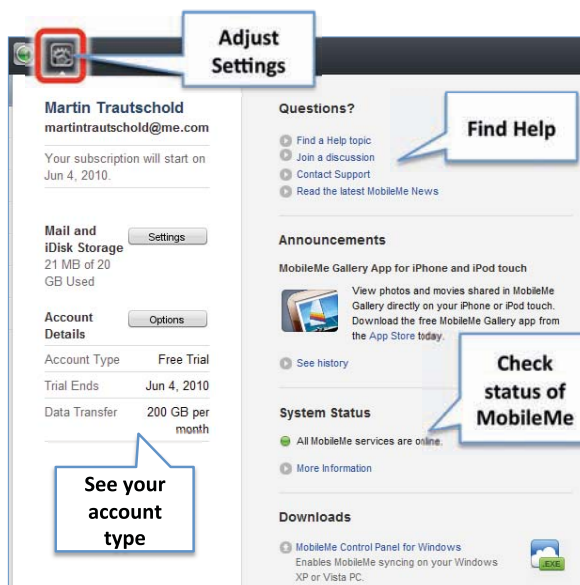 Adjust
Settings
Martin Trautschold
martintrautschold@me.com
Your subscription will start on
Jun 4, 2010.
Mail and
iDisk Storage
Settings
21 MB of 20
GB Used
Account
Details
Options
Account Type Free Trial
Trial Ends Jun 4, 2010
Data Transfer 200 GB per
month
See your
account
type
Questions?
Find a Help topic
Join a discussion
Contact Support
Read the latest MobileMe News
Find Help
Announcements
MobileMe Gallery App for iPhone and iPod touch
View photos and movies shared in MobileMe
Gallery directly on your iPhone or iPod touch.
Download the free MobileMe Gallery app from
the App Store today.
See history
Check
status of
MobileMe
System Status
All MobileMe services are online.
More Information
Downloads
MobileMe Control Panel for Windows
Enables MobileMe syncing on your Windows
XP or Vista PC.
.EXE